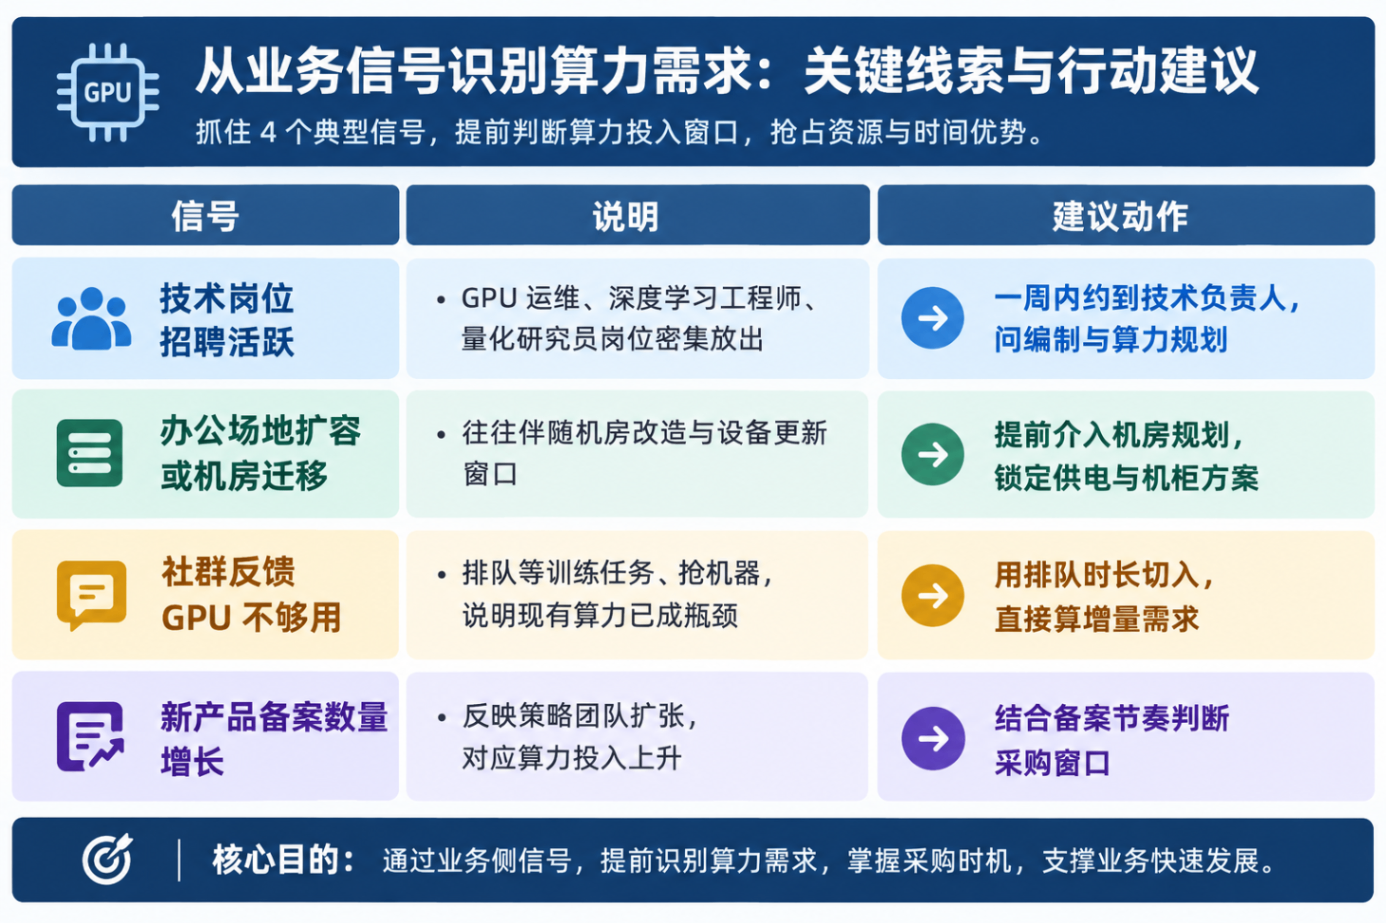 GPU
从业务信号识别算力需求：关键线索与行动建议
抓住 4 个典型信号，提前判断算力投入窗口，抢占资源与时间优势。
信号
说明
建议动作
技术岗位
招聘活跃
• GPU 运维、深度学习工程师、
量化研究员岗位密集放出
一周内约到技术负责人，
问编制与算力规划
办公场地扩容
或机房迁移
• 往往伴随机房改造与设备更新
窗口
提前介入机房规划，
锁定供电与机柜方案
社群反馈
GPU 不够用
• 排队等训练任务、抢机器，
说明现有算力已成瓶颈
用排队时长切入，
直接算增量需求
新产品备案数量
增长
• 反映策略团队扩张，
对应算力投入上升
结合备案节奏判断
采购窗口
核心目的：通过业务侧信号，提前识别算力需求，掌握采购时机，支撑业务快速发展。